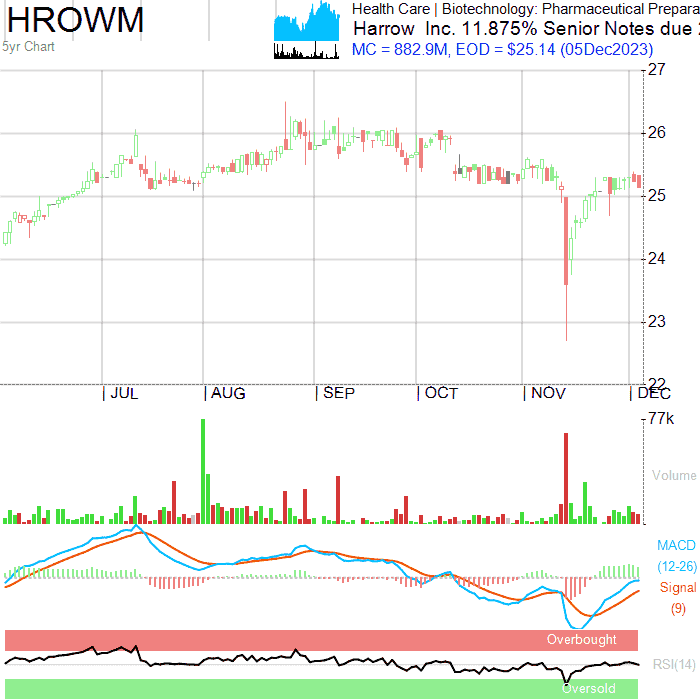 HROWM
5yr Chart
Health Care | Biotechnology: Pharmaceutical Prepara
Harrow Inc. 11.875% Senior Notes due
MC = 882.9M, EOD = $25.14 (05Dec2023)
27
26
25
24
23
22
JUL
AUG
SEP
OCT
NOV
DEC
77k
Volume
MACD
(12-26)
Signal
(9)
Overbought
RSI(14)
Oversold